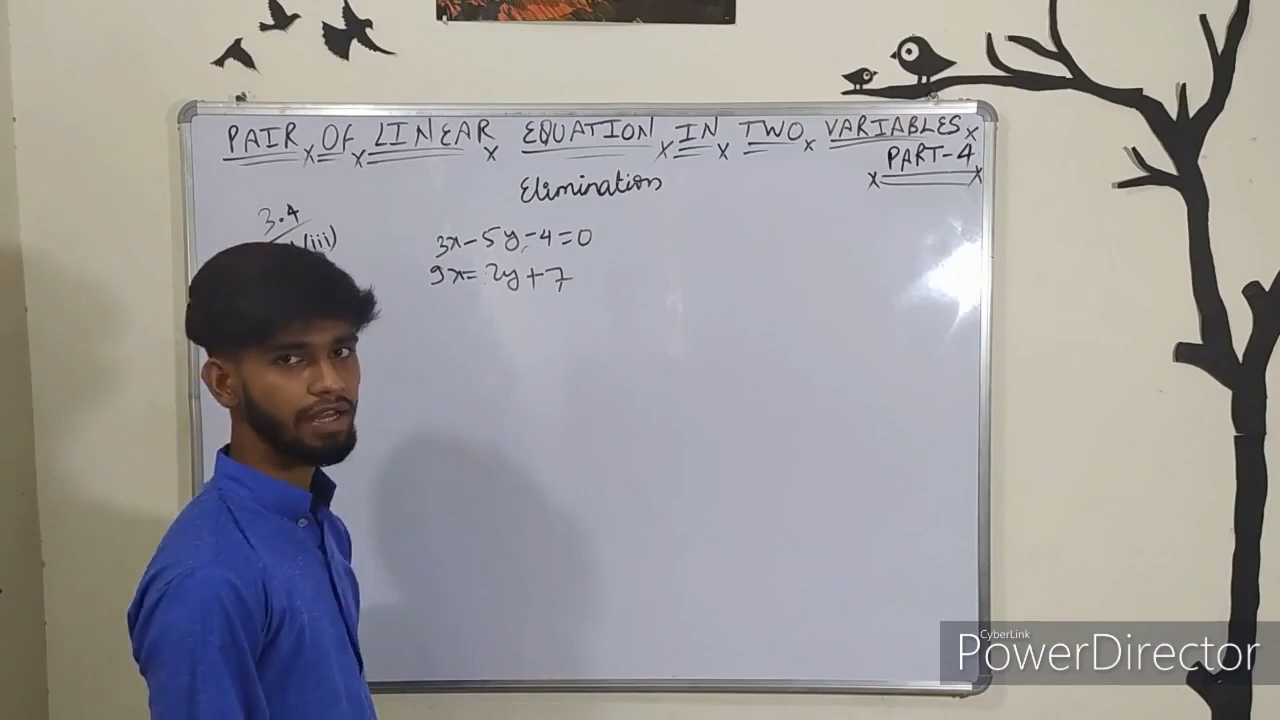 PAIR OF LINEAR EQUATION IN TWO VARIABLES
PART-4
Elimination
3.4
(iii)
3x-5y-4=0
9x=2y+7
CyberLink
PowerDirector